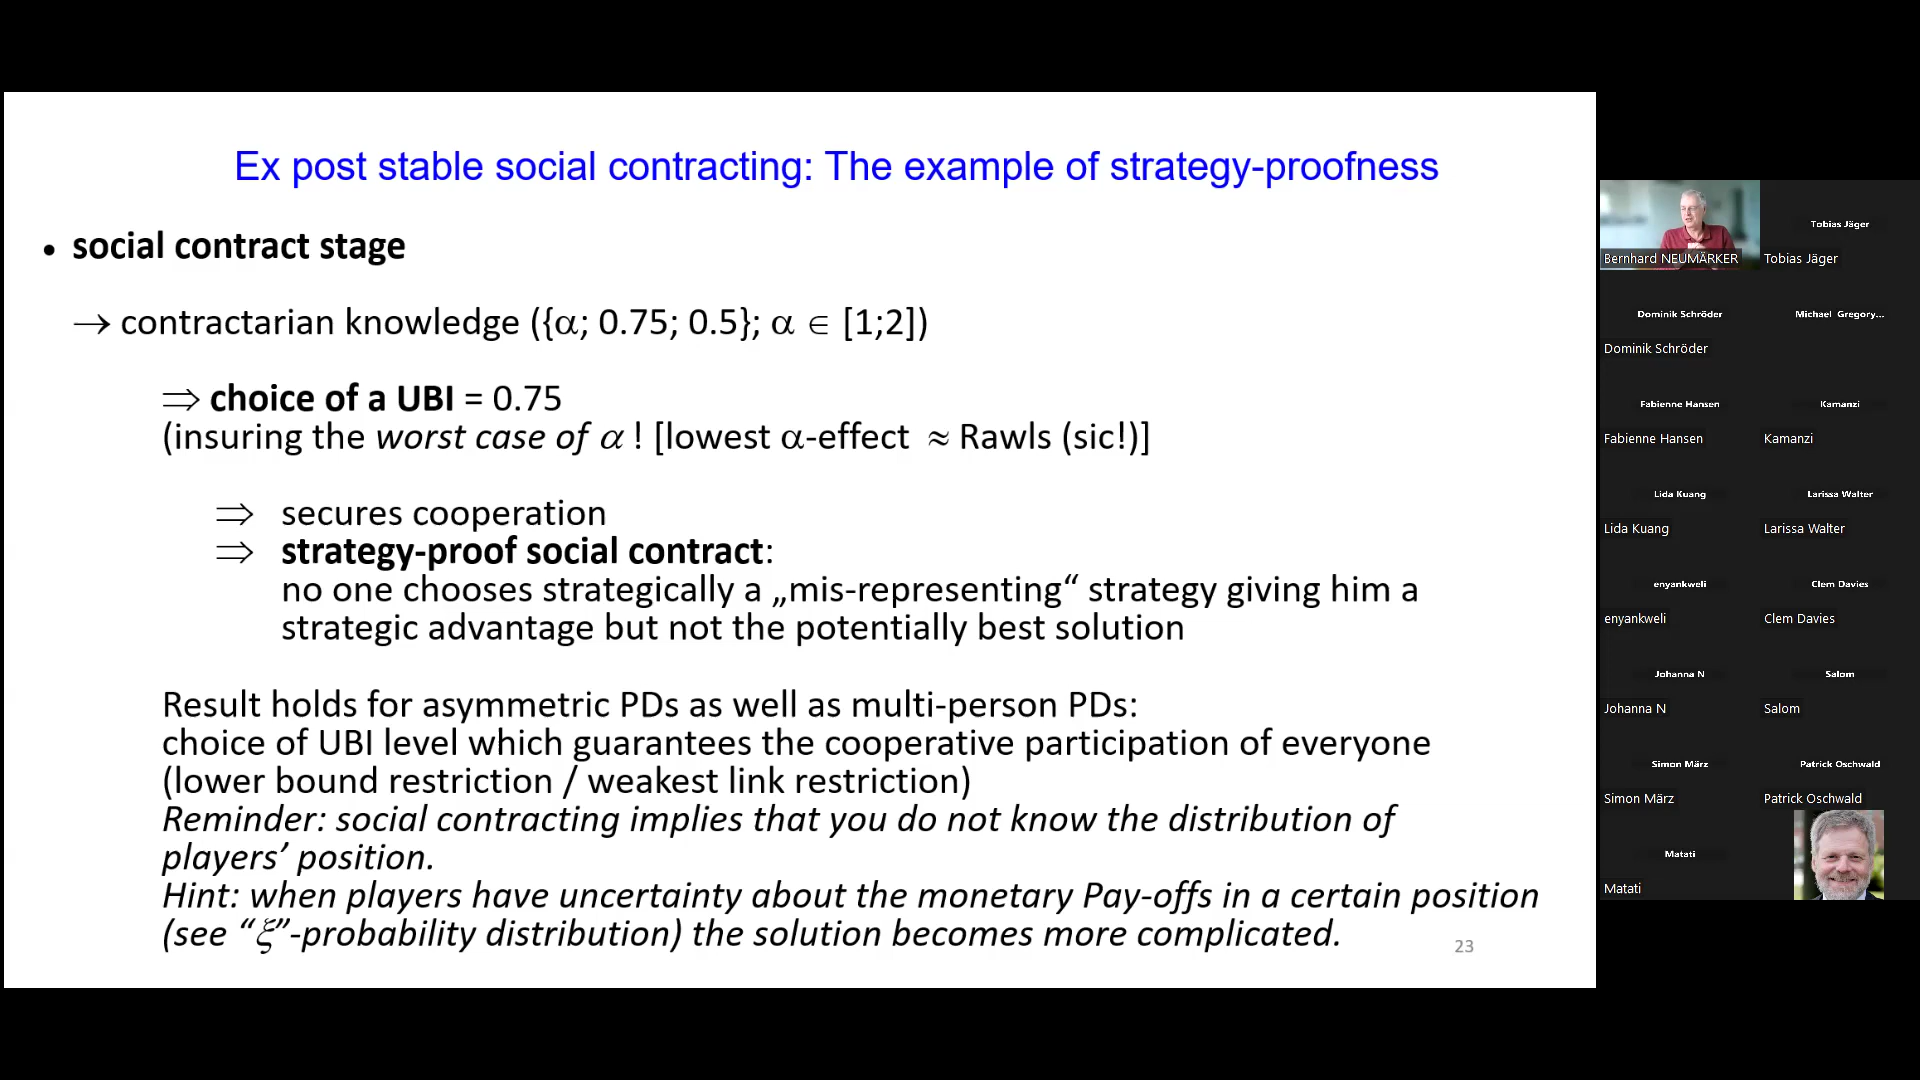 Ex post stable social contracting: The example of strategy-proofness
• social contract stage
→ contractarian knowledge ({α; 0.75; 0.5}; α ∈ [1;2])
⇒ choice of a UBI = 0.75
(insuring the worst case of α ! [lowest α-effect ≈ Rawls (sic!)]
⇒ secures cooperation
⇒ strategy-proof social contract:
no one chooses strategically a „mis-representing“ strategy giving him a
strategic advantage but not the potentially best solution
Result holds for asymmetric PDs as well as multi-person PDs:
choice of UBI level which guarantees the cooperative participation of everyone
(lower bound restriction / weakest link restriction)
Reminder: social contracting implies that you do not know the distribution of
players’ position.
Hint: when players have uncertainty about the monetary Pay-offs in a certain position
(see “ξ”-probability distribution) the solution becomes more complicated.
23
Bernhard NEUMÄRKER
Tobias Jäger
Tobias Jäger
Dominik Schröder
Michael Gregory...
Dominik Schröder
Fabienne Hansen
Kamanzi
Fabienne Hansen
Kamanzi
Lida Kuang
Larissa Walter
Lida Kuang
Larissa Walter
enyankweli
Clem Davies
enyankweli
Clem Davies
Johanna N
Salom
Johanna N
Salom
Simon März
Patrick Oschwald
Simon März
Patrick Oschwald
Matati
Matati